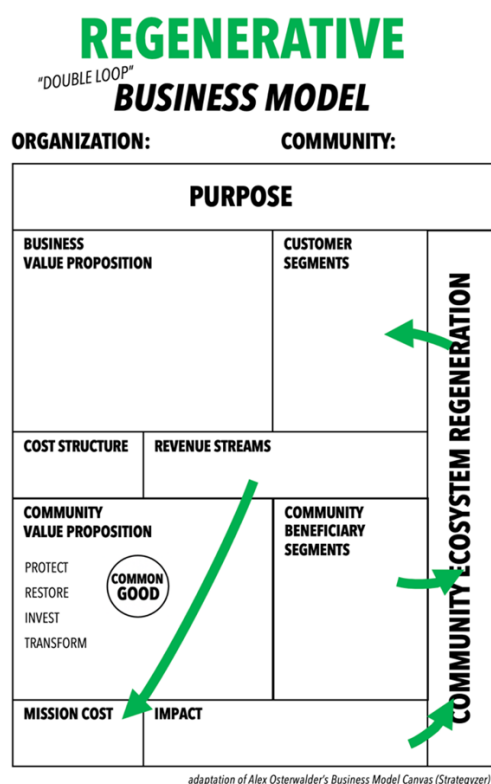 REGENERATIVE
"DOUBLE LOOP"
BUSINESS MODEL
ORGANIZATION: COMMUNITY:
PURPOSE
BUSINESS
VALUE PROPOSITION
CUSTOMER
SEGMENTS
COST STRUCTURE
REVENUE STREAMS
COMMUNITY
VALUE PROPOSITION
PROTECT
RESTORE
INVEST
TRANSFORM
COMMON
GOOD
COMMUNITY
BENEFICIARY
SEGMENTS
MISSION COST
IMPACT
COMMUNITY ECOSYSTEM REGENERATION
adaptation of Alex Osterwalder's Business Model Canvas (Strategyzer)